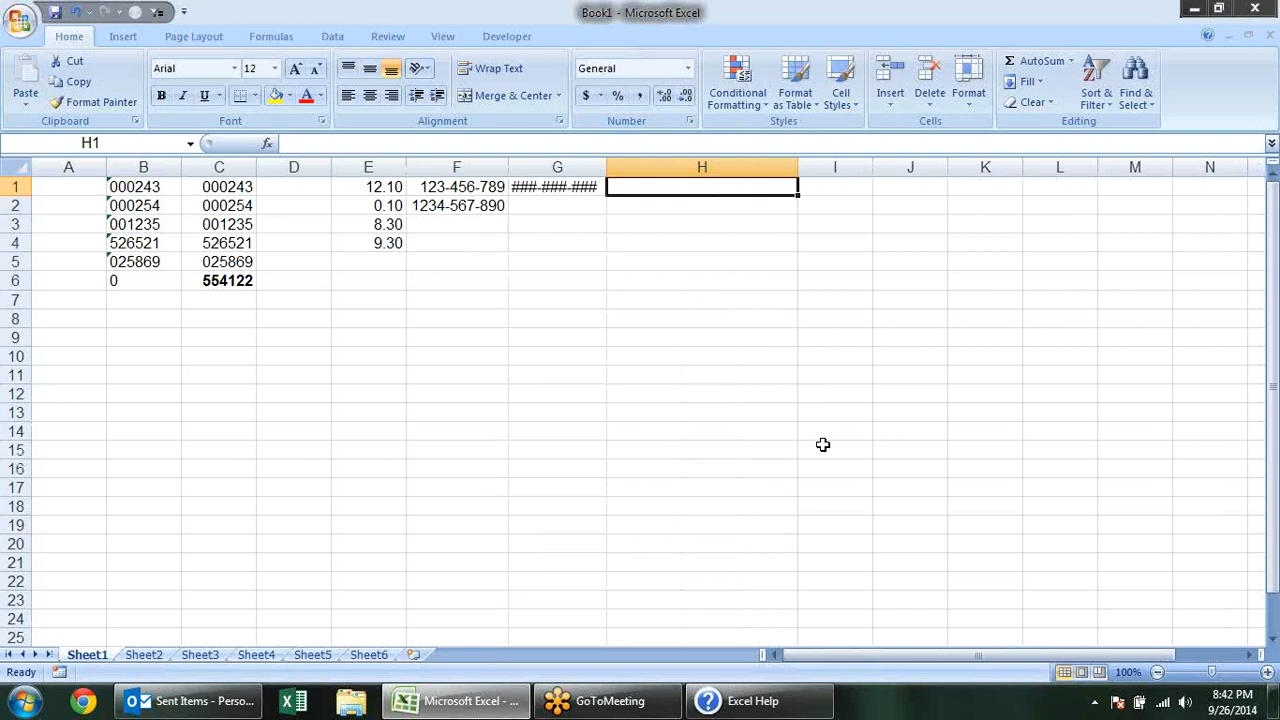 Book1 - Microsoft Excel
Home Insert Page Layout Formulas Data Review View Developer
Paste
Cut
Copy
Format Painter
Clipboard
Arial 12
B I U
Font
Wrap Text
Merge & Center
Alignment
General
$ % ,
Number
Conditional Formatting
Format as Table
Cell Styles
Styles
Insert Delete Format
Cells
Σ AutoSum
Fill
Clear
Sort & Filter
Find & Select
Editing
H1 fx
A B C D E F G H I J K L M N
1 000243 000243 12.10 123-456-789 ###-###-###
2 000254 000254 0.10 1234-567-890
3 001235 001235 8.30
4 526521 526521 9.30
5 025869 025869
6 0 554122
7
8
9
10
11
12
13
14
15
16
17
18
19
20
21
22
23
24
25
Sheet1 Sheet2 Sheet3 Sheet4 Sheet5 Sheet6
Ready 100%
Sent Items - Perso...
Microsoft Excel - ...
GoToMeeting
Excel Help
8:42 PM
9/26/2014